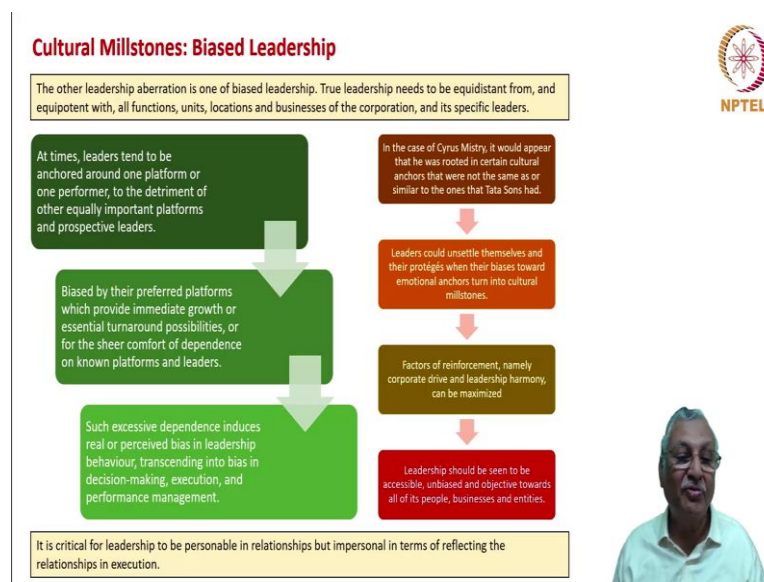 Cultural Millstones: Biased Leadership
The other leadership aberration is one of biased leadership. True leadership needs to be equidistant from, and
equipotent with, all functions, units, locations and businesses of the corporation, and its specific leaders.
NPTEL
At times, leaders tend to be
anchored around one platform or
one performer, to the detriment of
other equally important platforms
and prospective leaders.
Biased by their preferred platforms
which provide immediate growth or
essential turnaround possibilities, or
for the sheer comfort of dependence
on known platforms and leaders.
Such excessive dependence induces
real or perceived bias in leadership
behaviour, transcending into bias in
decision-making, execution, and
performance management.
In the case of Cyrus Mistry, it would appear
that he was rooted in certain cultural
anchors that were not the same as or
similar to the ones that Tata Sons had.
Leaders could unsettle themselves and
their protégés when their biases toward
emotional anchors turn into cultural
millstones.
Factors of reinforcement, namely
corporate drive and leadership harmony,
can be maximized
Leadership should be seen to be
accessible, unbiased and objective towards
all of its people, businesses and entities.
It is critical for leadership to be personable in relationships but impersonal in terms of reflecting the
relationships in execution.